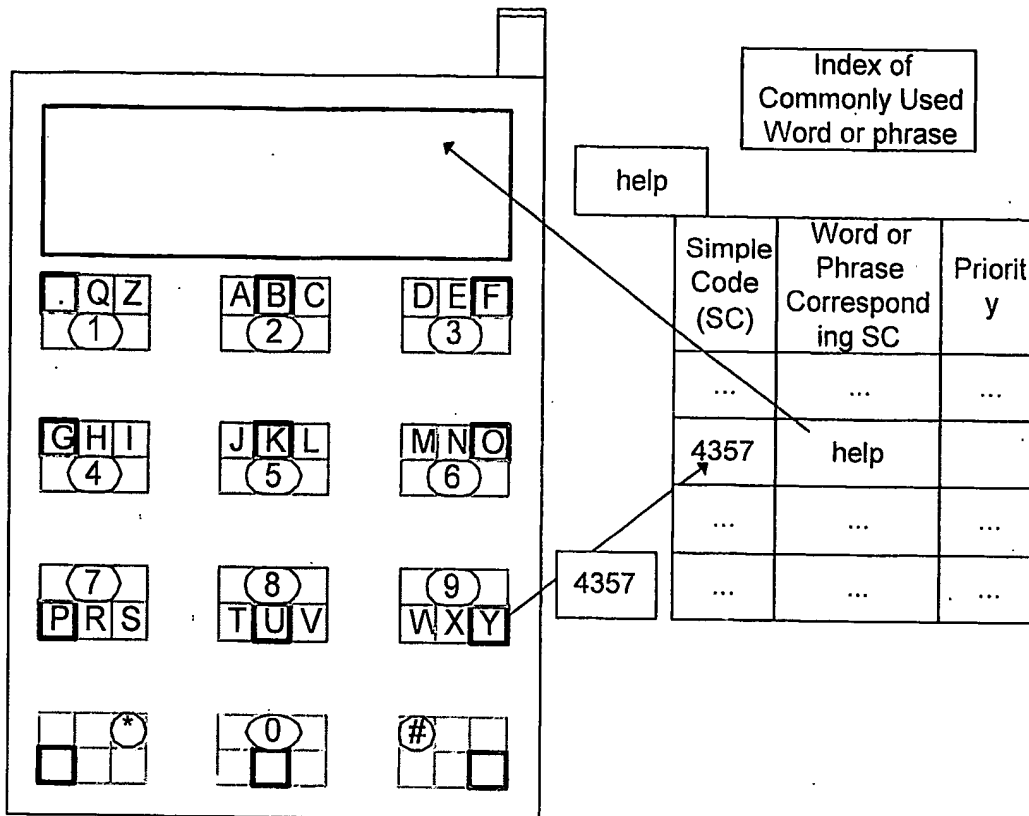 Index of
Commonly Used
Word or phrase
help
Simple
Code
(SC)
Word or
Phrase
Correspond
ing SC
Priorit
y
... ... ...
4357 help
... ... ...
... ... ...
4357
. Q Z
1
A B C
2
D E F
3
G H I
4
J K L
5
M N O
6
7
P R S
8
T U V
9
W X Y
*
0
#